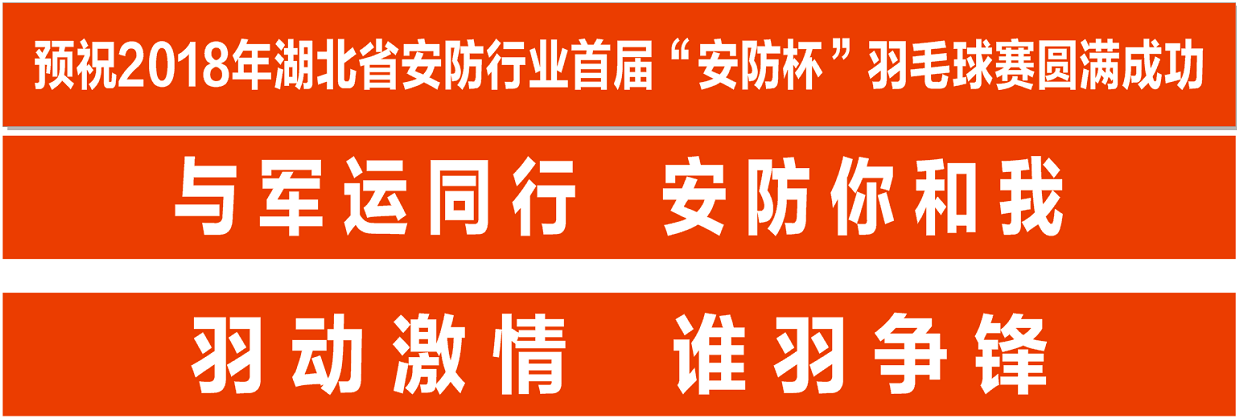 预祝2018年湖北省安防行业首届“安防杯”羽毛球赛圆满成功
与军运同行 安防你和我
羽动激情 谁羽争锋